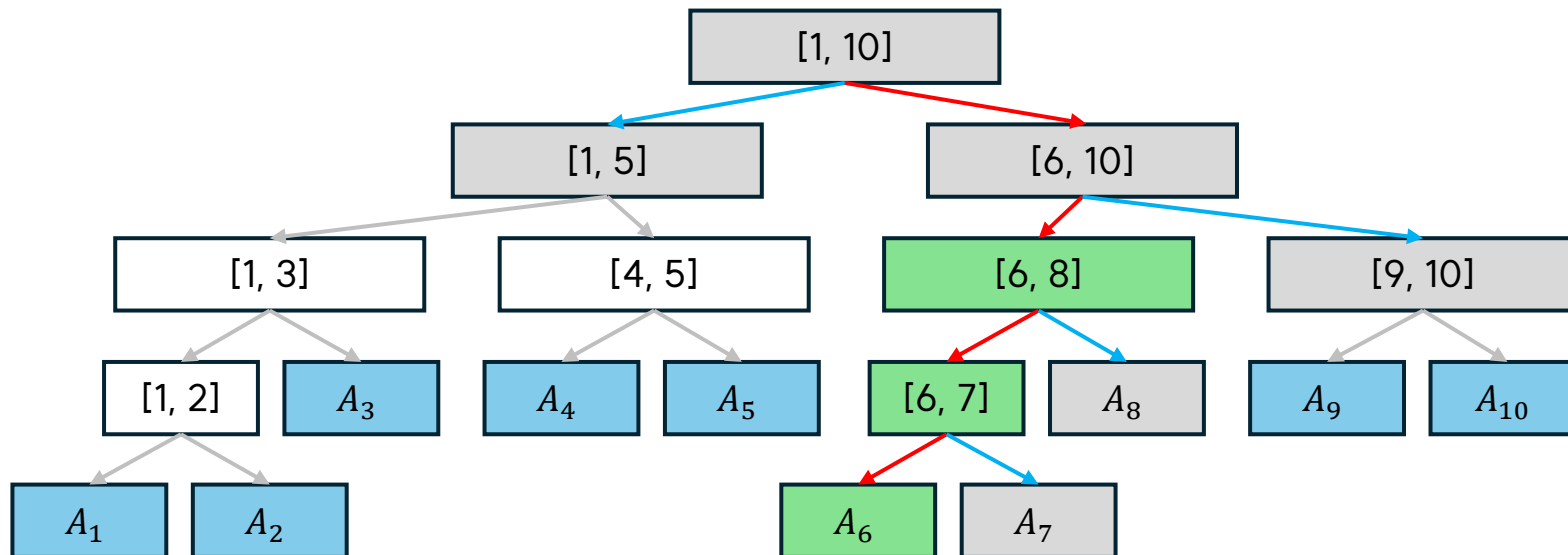 [1, 10]
[1, 5]
[6, 10]
[1, 3]
[4, 5]
[6, 8]
[9, 10]
[1, 2]
A₃
A₄
A₅
[6, 7]
A₈
A₉
A₁₀
A₁
A₂
A₆
A₇